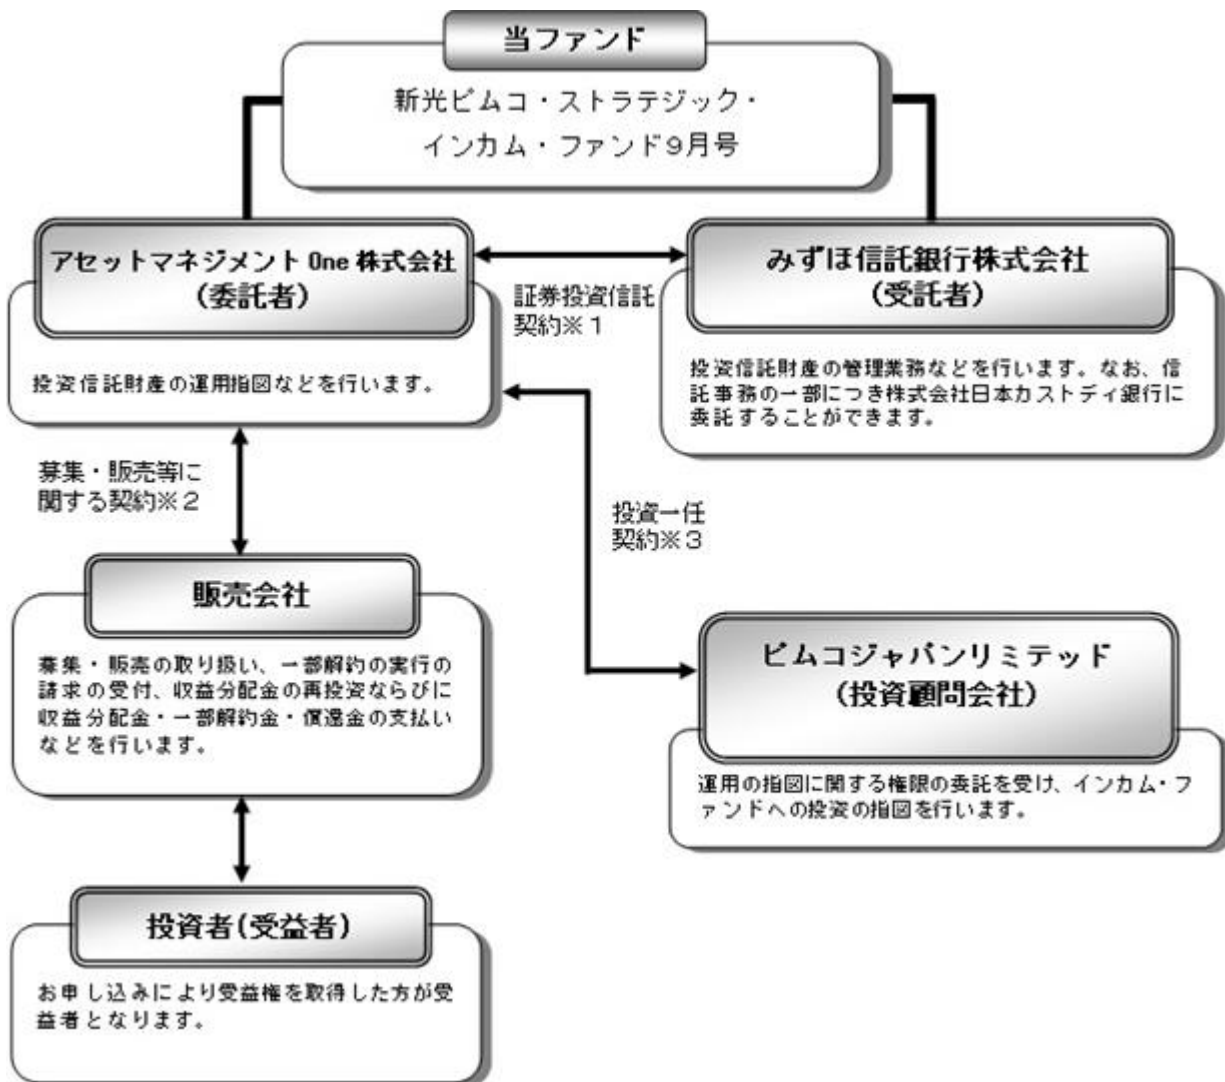 当ファンド
新光ピムコ・ストラテジック・
インカム・ファンド9月号
アセットマネジメント One 株式会社
(委託者)
投資信託財産の運用指図などを行います。
証券投資信託
契約※1
みずほ信託銀行株式会社
(受託者)
投資信託財産の管理業務などを行います。なお、信
託事務の一部につき株式会社日本カストディ銀行に
委託することができます。
募集・販売等に
関する契約※2
投資一任
契約※3
販売会社
募集・販売の取り扱い、一部解約の実行の
請求の受付、収益分配金の再投資ならびに
収益分配金・一部解約金・償還金の支払い
などを行います。
ピムコジャパンリミテッド
(投資顧問会社)
運用の指図に関する権限の委託を受け、インカム・フ
ァンドへの投資の指図を行います。
投資者(受益者)
お申し込みにより受益権を取得した方が受
益者となります。